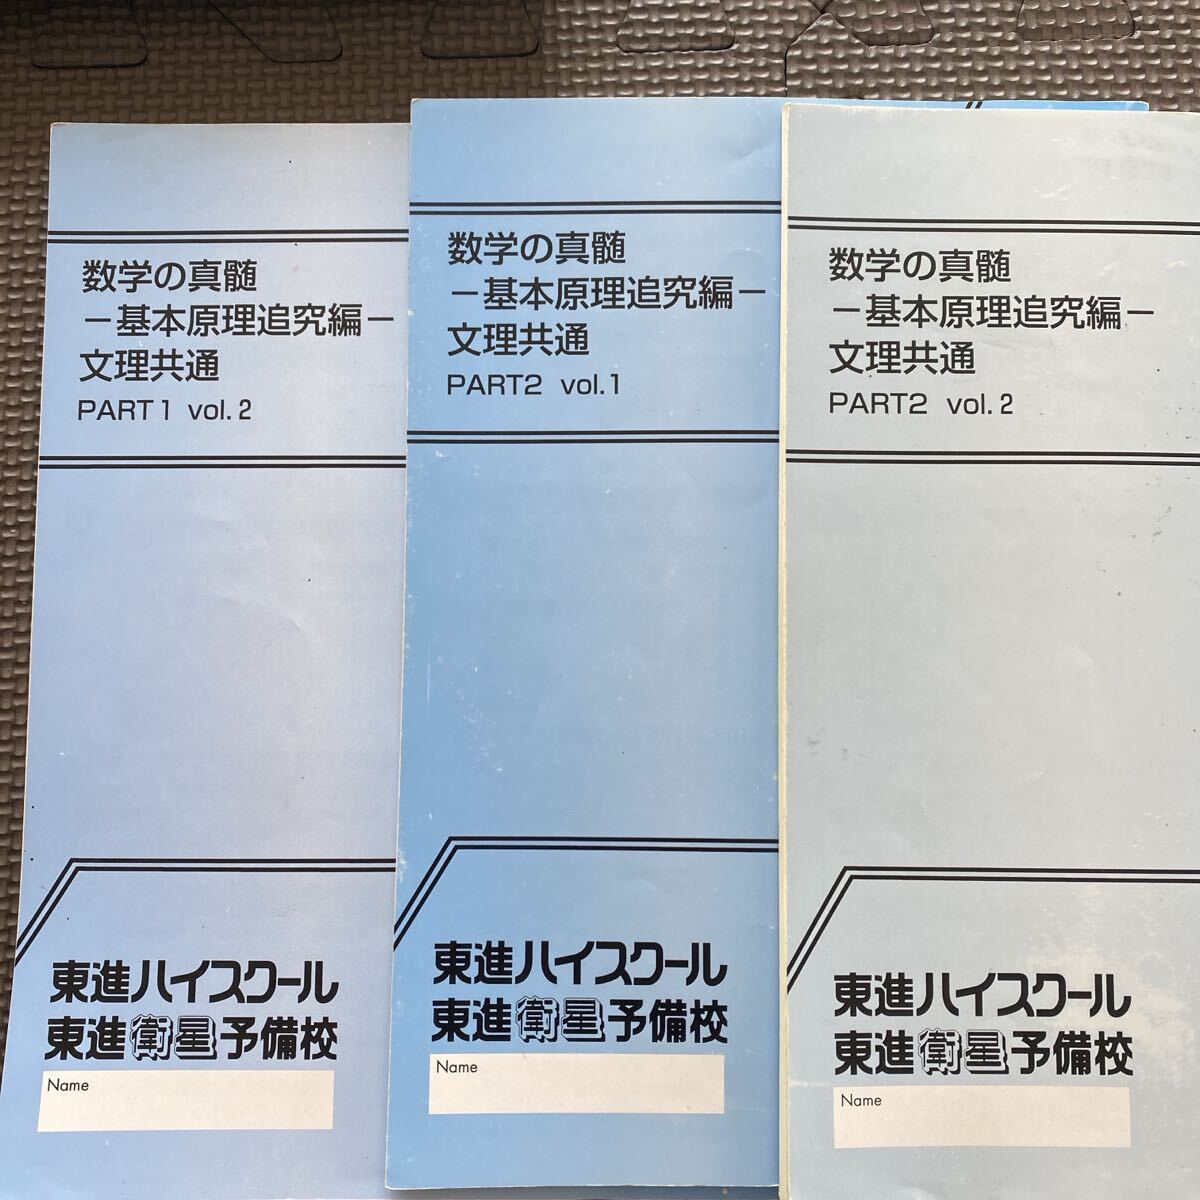 数学の真髄
－基本原理追究編－
文理共通
PART1 vol.2
東進ハイスクール
東進衛星予備校
Name
数学の真髄
－基本原理追究編－
文理共通
PART2 vol.1
東進ハイスクール
東進衛星予備校
Name
数学の真髄
－基本原理追究編－
文理共通
PART2 vol.2
東進ハイスクール
東進衛星予備校
Name